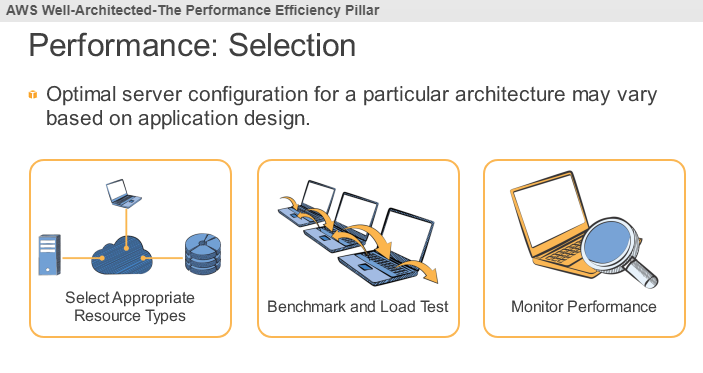 AWS Well-Architected-The Performance Efficiency Pillar
Performance: Selection
Optimal server configuration for a particular architecture may vary
based on application design.
Select Appropriate
Resource Types
Benchmark and Load Test
Monitor Performance